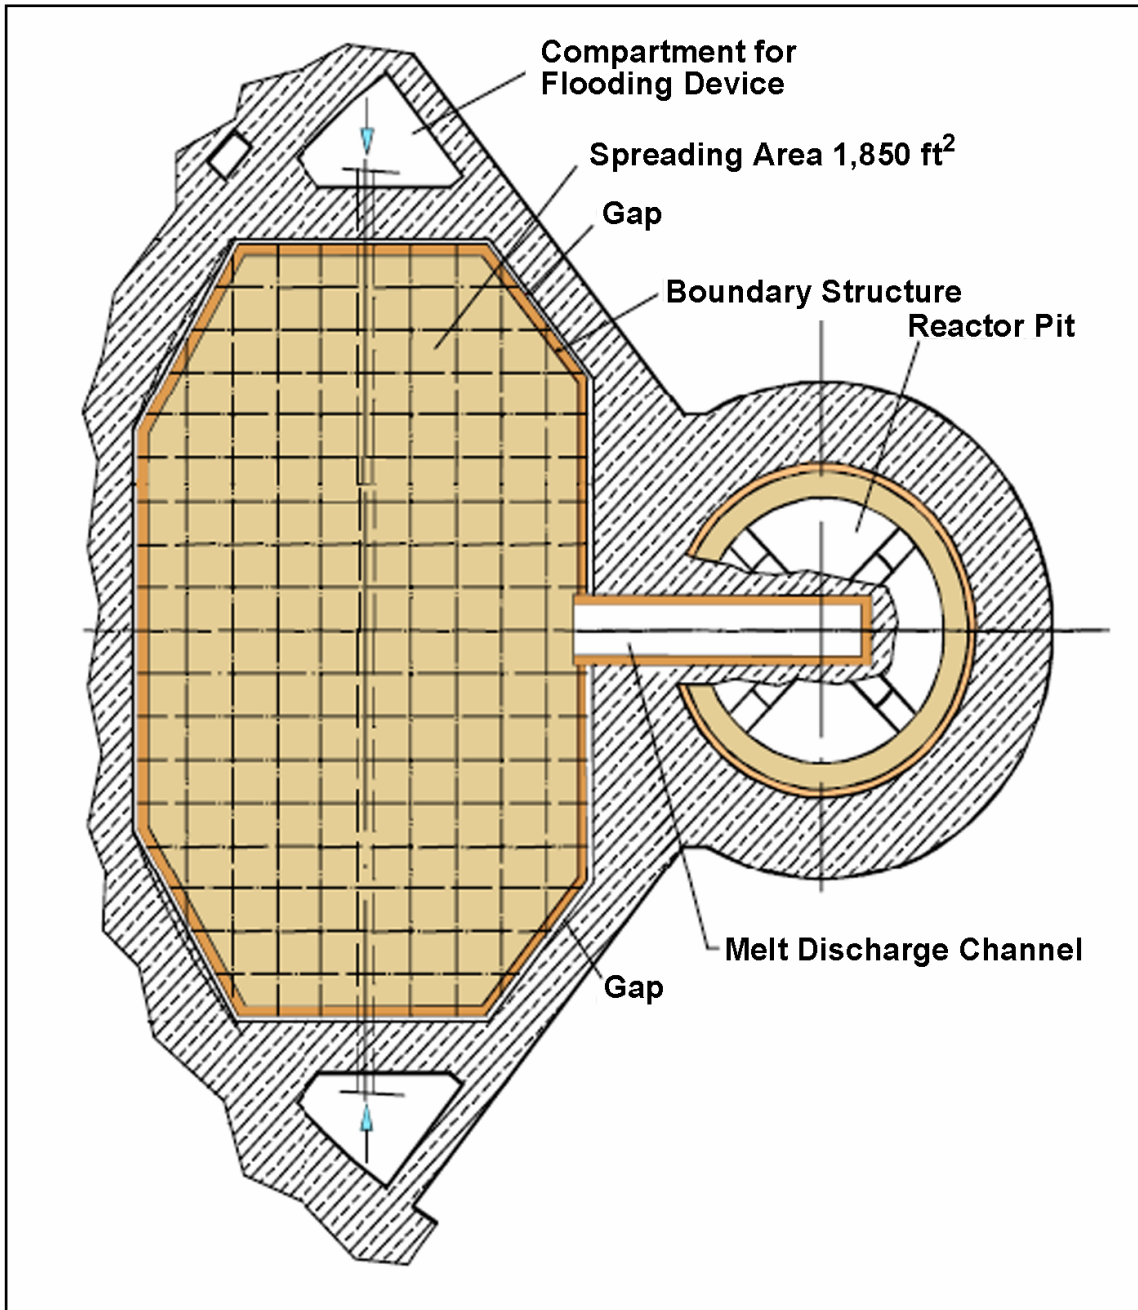 Compartment for
Flooding Device
Spreading Area 1,850 ft²
Gap
Boundary Structure
Reactor Pit
Melt Discharge Channel
Gap